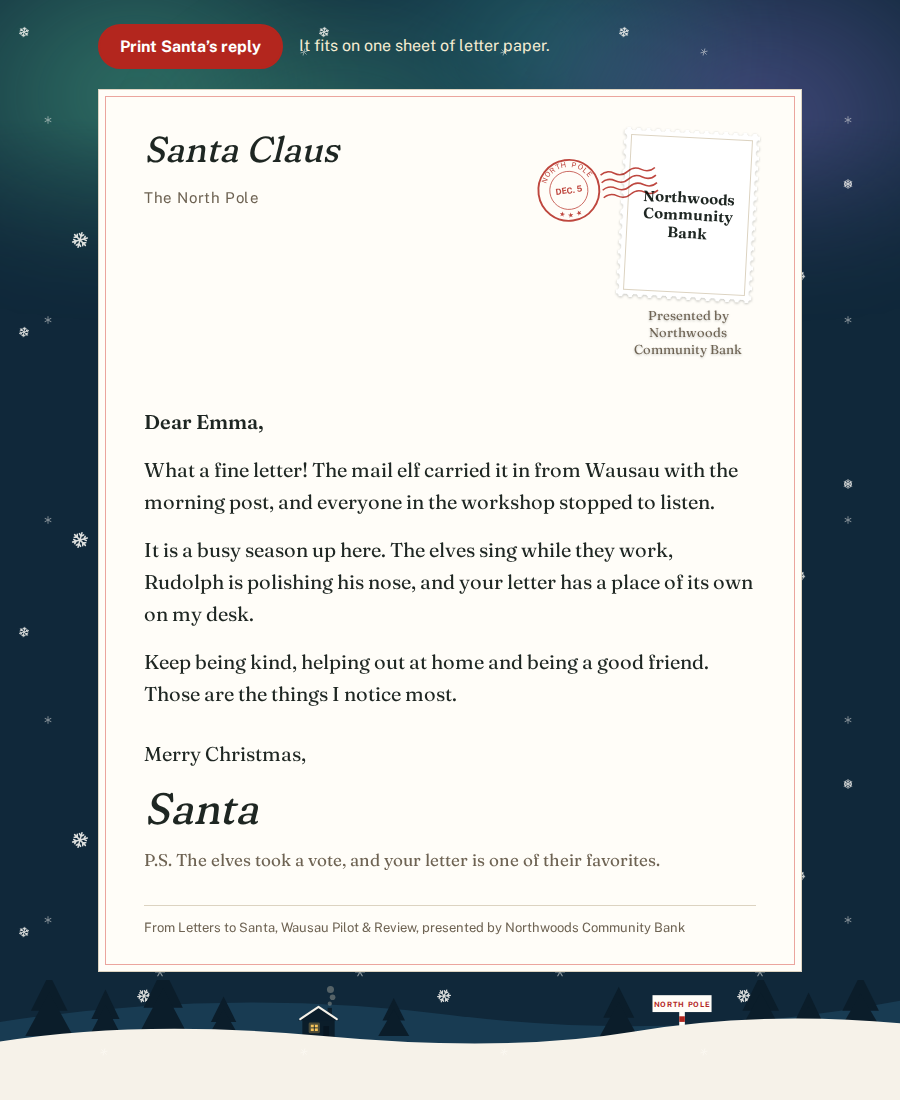 Print Santa's reply
It fits on one sheet of letter paper.
Santa Claus
The North Pole
NORTH POLE
DEC. 5
Northwoods
Community
Bank
Presented by
Northwoods
Community Bank
Dear Emma,
What a fine letter! The mail elf carried it in from Wausau with the
morning post, and everyone in the workshop stopped to listen.
It is a busy season up here. The elves sing while they work,
Rudolph is polishing his nose, and your letter has a place of its own
on my desk.
Keep being kind, helping out at home and being a good friend.
Those are the things I notice most.
Merry Christmas,
Santa
P.S. The elves took a vote, and your letter is one of their favorites.
From Letters to Santa, Wausau Pilot & Review, presented by Northwoods Community Bank
NORTH POLE